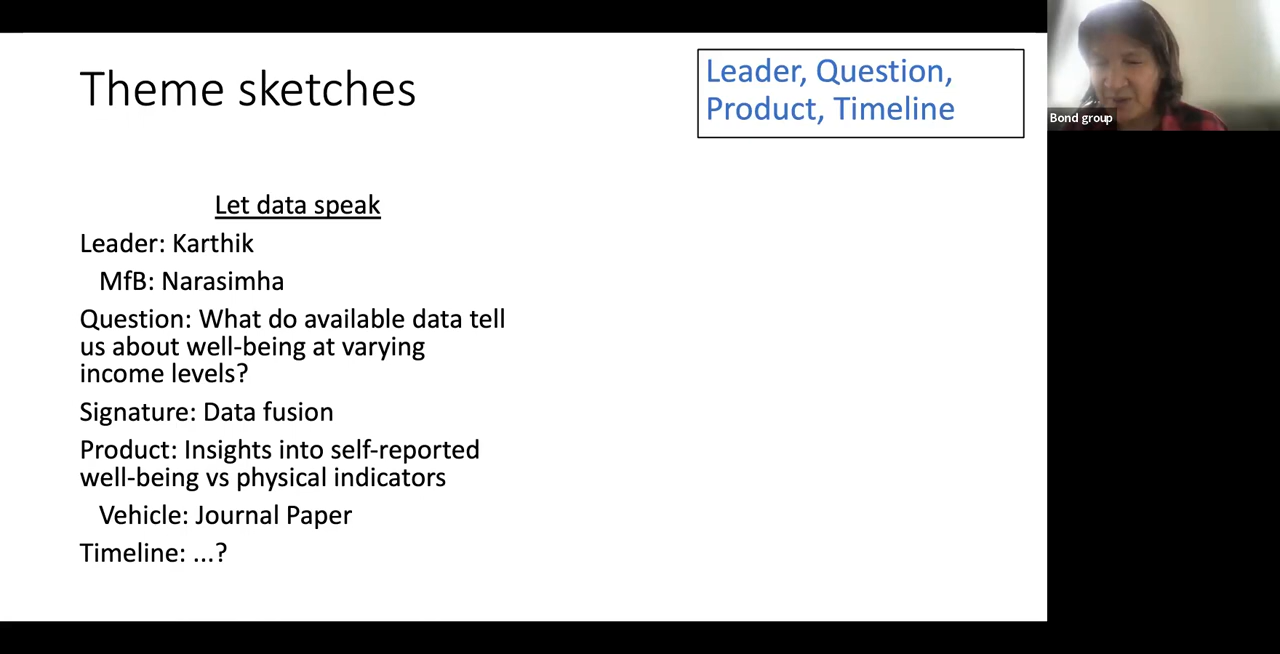 Theme sketches
Leader, Question,
Product, Timeline
Bond group
Let data speak
Leader: Karthik
MfB: Narasimha
Question: What do available data tell
us about well-being at varying
income levels?
Signature: Data fusion
Product: Insights into self-reported
well-being vs physical indicators
Vehicle: Journal Paper
Timeline: ...?